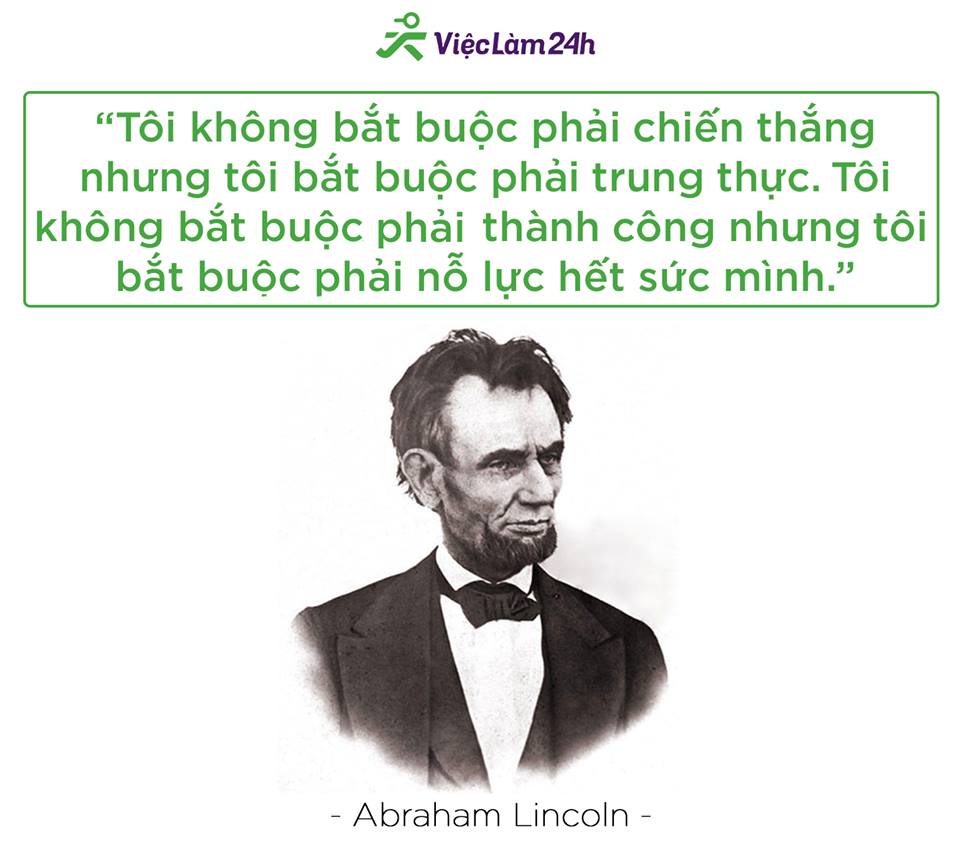 ViệcLàm24h
“Tôi không bắt buộc phải chiến thắng
nhưng tôi bắt buộc phải trung thực. Tôi
không bắt buộc phải thành công nhưng tôi
bắt buộc phải nỗ lực hết sức mình.”
- Abraham Lincoln -